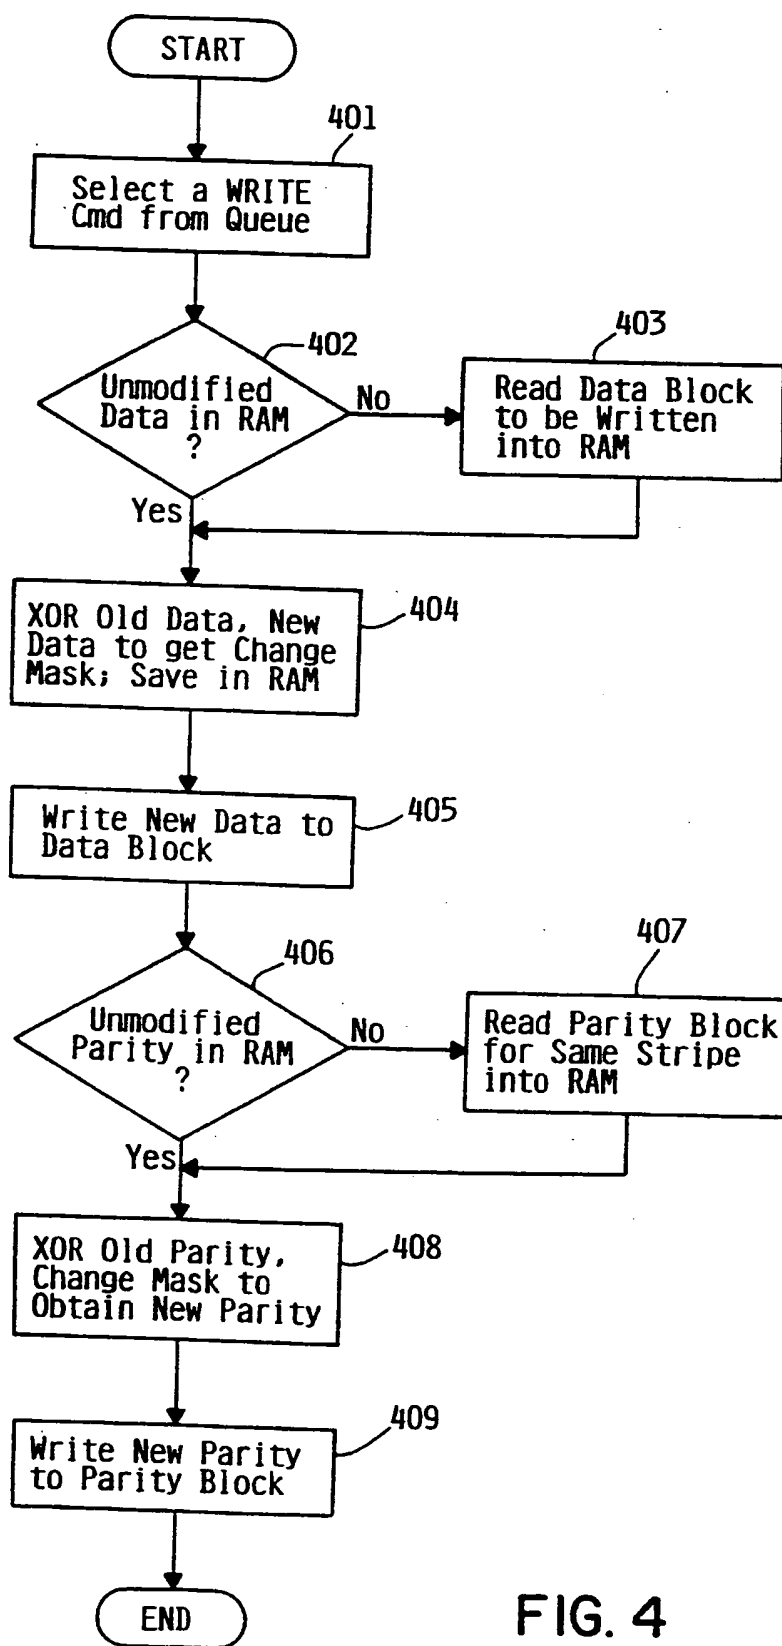 START
401
Select a WRITE
Cmd from Queue
402
Unmodified
Data in RAM
?
No
403
Read Data Block
to be Written
into RAM
Yes
XOR Old Data, New
Data to get Change
Mask; Save in RAM
404
Write New Data to
Data Block
405
406
Unmodified
Parity in RAM
?
No
407
Read Parity Block
for Same Stripe
into RAM
Yes
XOR Old Parity,
Change Mask to
Obtain New Parity
408
Write New Parity
to Parity Block
409
END
FIG. 4